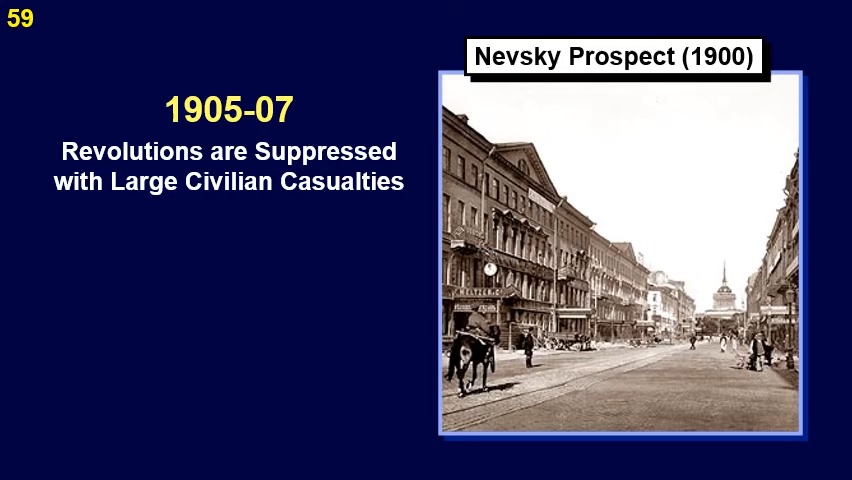 59
Nevsky Prospect (1900)
1905-07
Revolutions are Suppressed
with Large Civilian Casualties